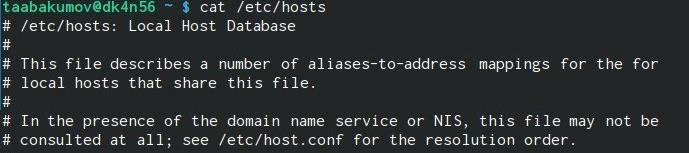 taabakumov@dk4n56 ~ $ cat /etc/hosts
# /etc/hosts: Local Host Database
#
# This file describes a number of aliases-to-address mappings for the for
# local hosts that share this file.
#
# In the presence of the domain name service or NIS, this file may not be
# consulted at all; see /etc/host.conf for the resolution order.